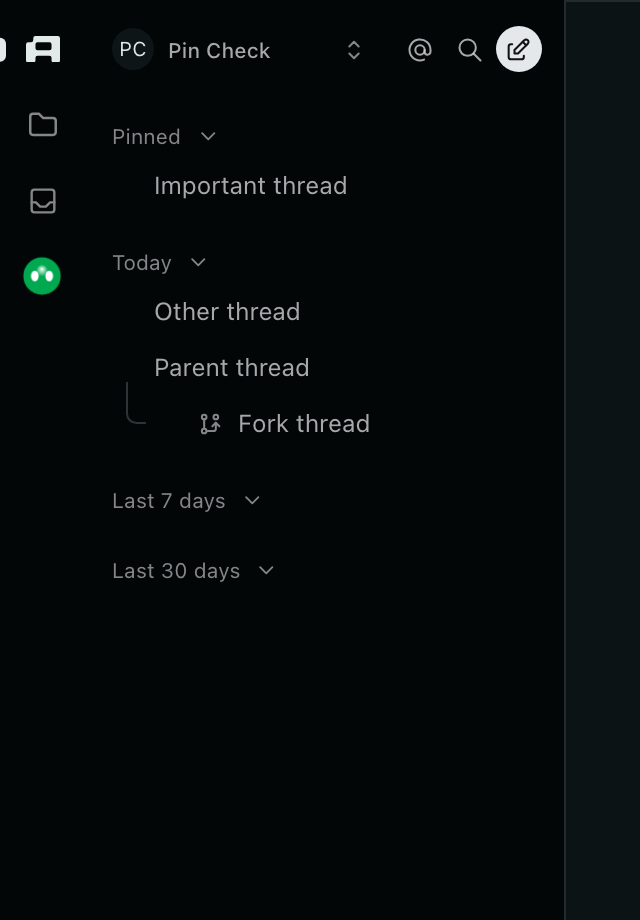 PC Pin Check
Pinned
Important thread
Today
Other thread
Parent thread
Fork thread
Last 7 days
Last 30 days